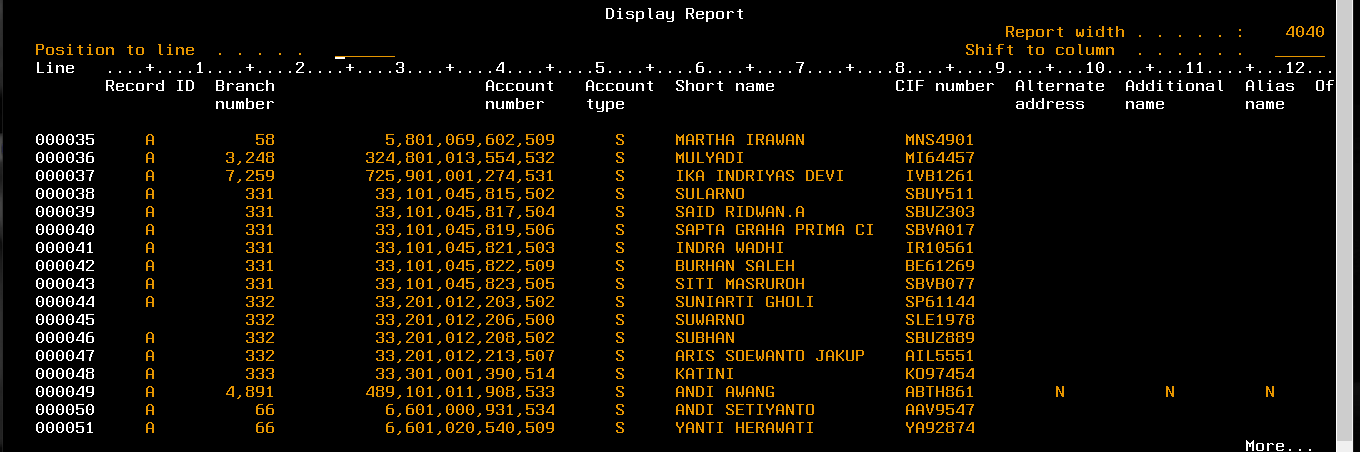 Display Report
Report width . . . . . : 4040
Position to line . . . . . Shift to column . . . . . .
Line ....+....1....+....2....+....3....+....4....+....5....+....6....+....7....+....8....+....9....+...10....+...11....+...12...
Record ID Branch Account Account Short name CIF number Alternate Additional Alias Of
number number type address name name
000035 A 58 5,801,069,602,509 S MARTHA IRAWAN MNS4901
000036 A 3,248 324,801,013,554,532 S MULYADI MI64457
000037 A 7,259 725,901,001,274,531 S IKA INDRIYAS DEVI IVB1261
000038 A 331 33,101,045,815,502 S SULARNO SBUY511
000039 A 331 33,101,045,817,504 S SAID RIDWAN.A SBUZ303
000040 A 331 33,101,045,819,506 S SAPTA GRAHA PRIMA CI SBVA017
000041 A 331 33,101,045,821,503 S INDRA WADHI IR10561
000042 A 331 33,101,045,822,509 S BURHAN SALEH BE61269
000043 A 331 33,101,045,823,505 S SITI MASRUROH SBVB077
000044 A 332 33,201,012,203,502 S SUNIARTI GHOLI SP61144
000045 332 33,201,012,206,500 S SUWARNO SLE1978
000046 A 332 33,201,012,208,502 S SUBHAN SBUZ889
000047 A 332 33,201,012,213,507 S ARIS SOEWANTO JAKUP AIL5551
000048 A 333 33,301,001,390,514 S KATINI KO97454
000049 A 4,891 489,101,011,908,533 S ANDI AWANG ABTH861 N N N
000050 A 66 6,601,000,931,534 S ANDI SETIYANTO AAV9547
000051 A 66 6,601,020,540,509 S YANTI HERAWATI YA92874
More...